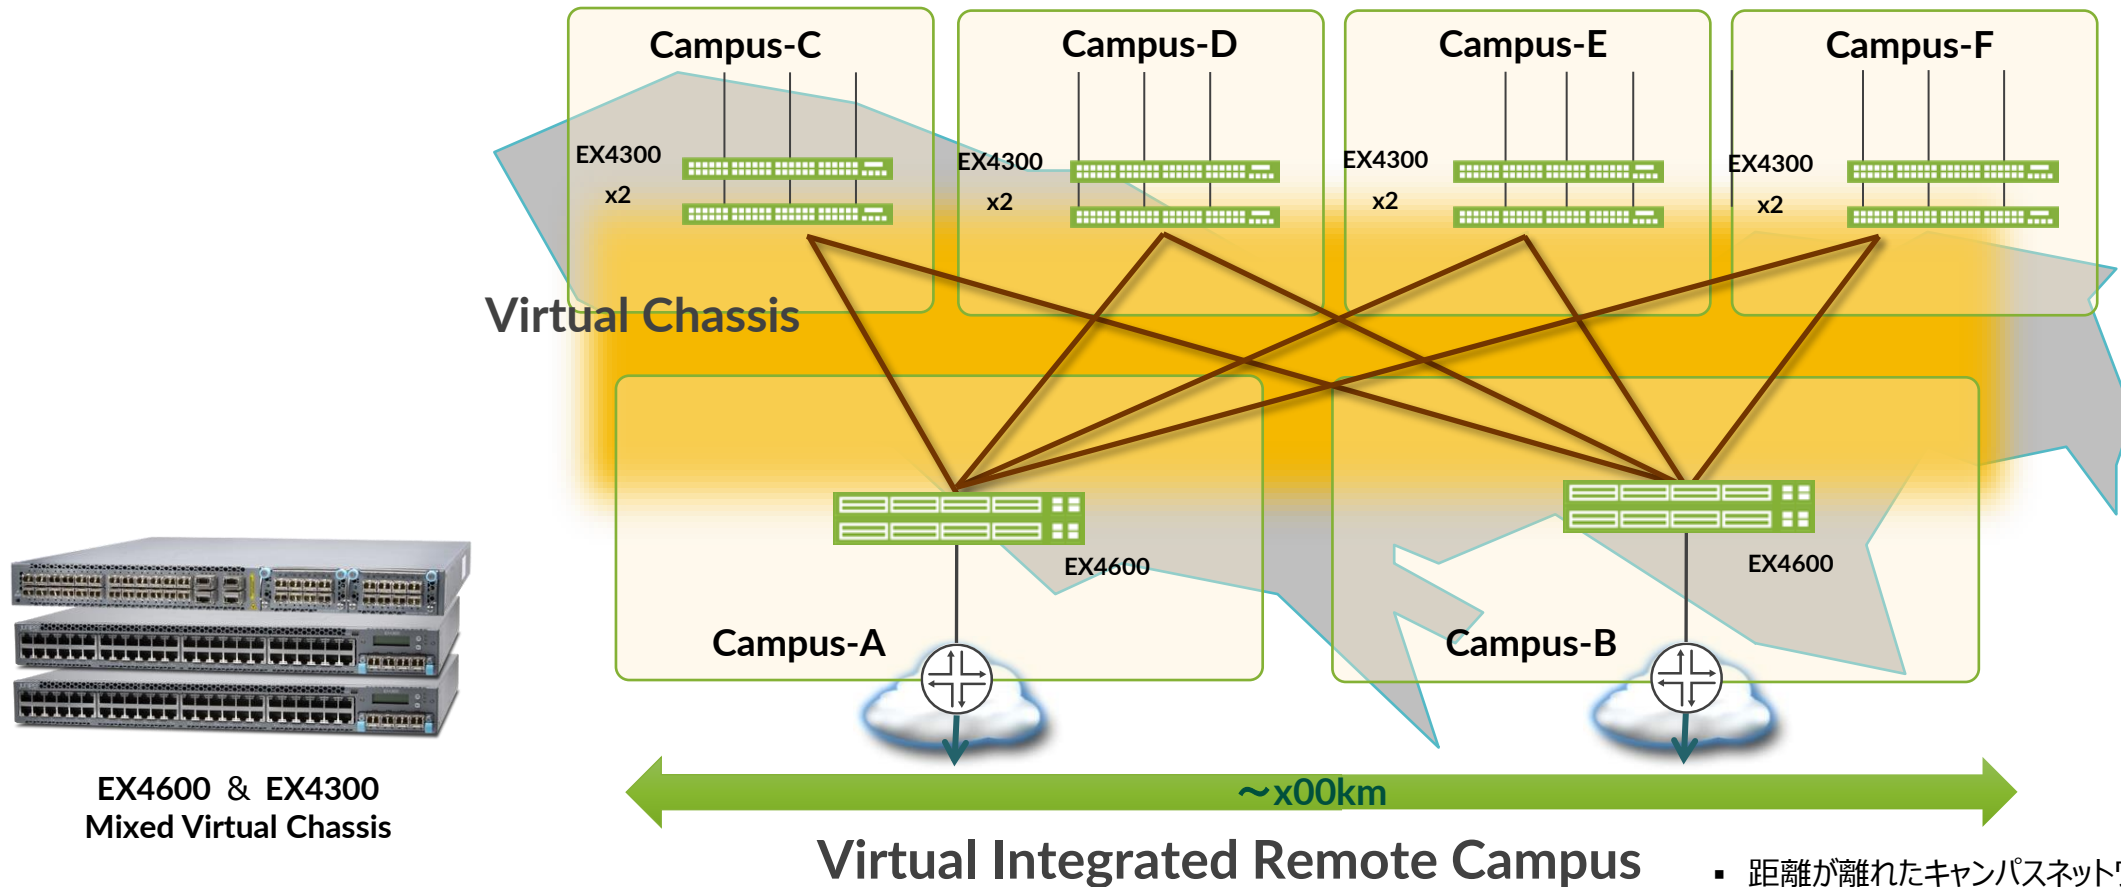 Campus-C
Campus-D
Campus-E
Campus-F
EX4300
x2
EX4300
x2
EX4300
x2
EX4300
x2
Virtual Chassis
EX4600
EX4600
Campus-A
Campus-B
EX4600 & EX4300
Mixed Virtual Chassis
～x00km
Virtual Integrated Remote Campus
▪ 距離が離れたキャンパスネットワ